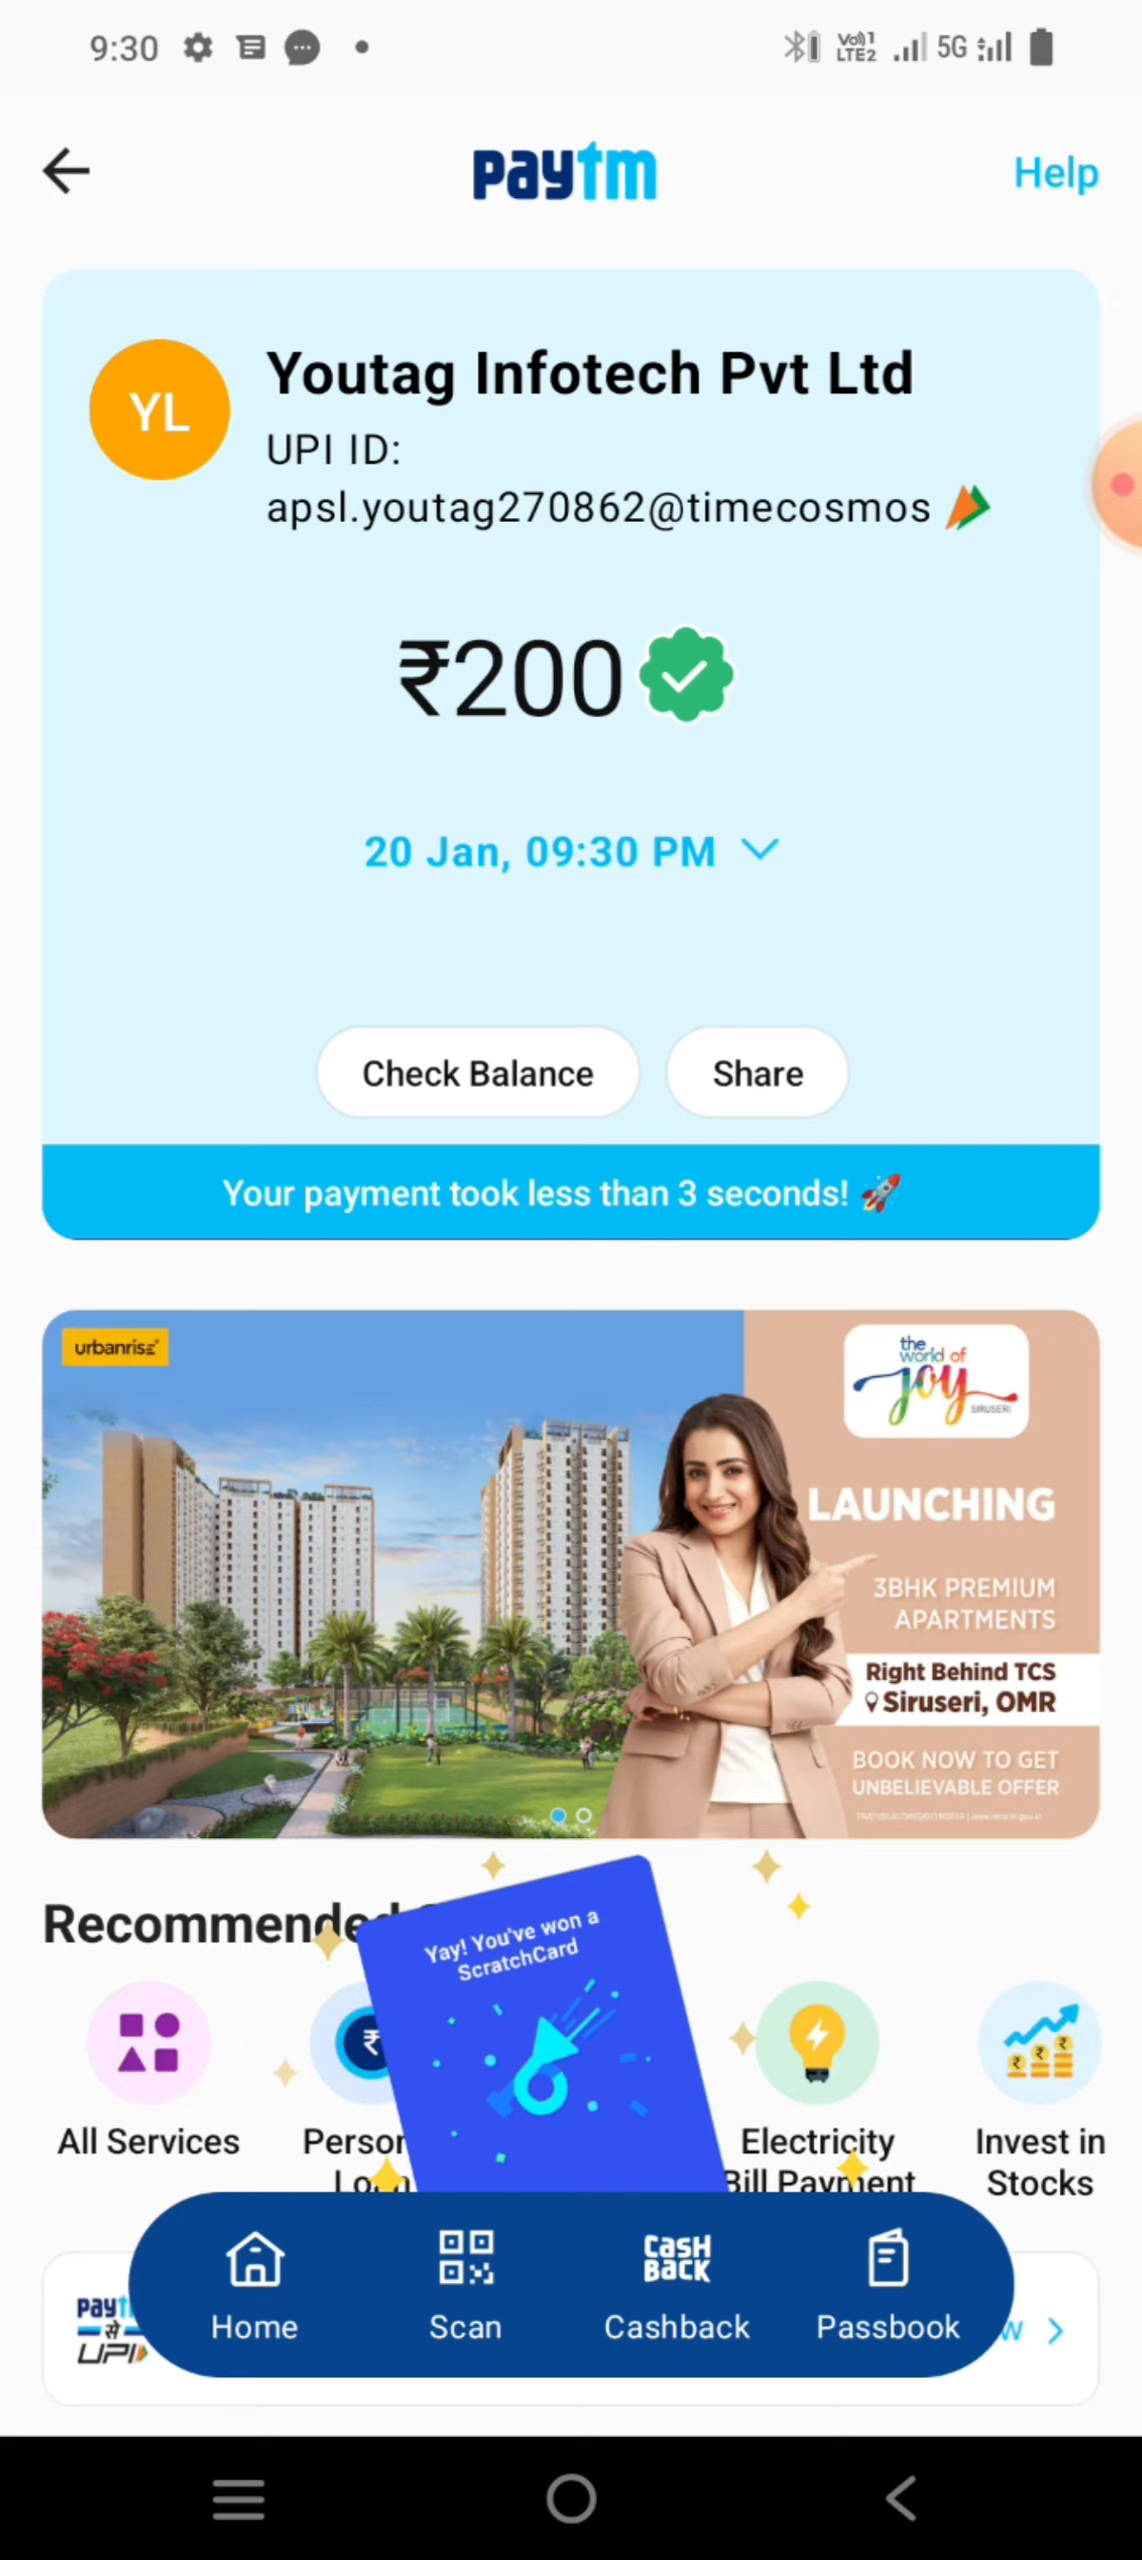 9:30
Vo)) 1
LTE2
5G
paytm
Help
YL
Youtag Infotech Pvt Ltd
UPI ID:
apsl.youtag270862@timecosmos
₹200
20 Jan, 09:30 PM
Check Balance
Share
Your payment took less than 3 seconds! 🚀
urbanrise
the
world of
joy
SIRUSERI
LAUNCHING
3BHK PREMIUM
APARTMENTS
Right Behind TCS
Siruseri, OMR
BOOK NOW TO GET
UNBELIEVABLE OFFER
Recommended
Yay! You've won a
ScratchCard
All Services
Electricity
Bill Payment
Invest in
Stocks
से
UPI
CASH
BACK
Home
Scan
Cashback
Passbook